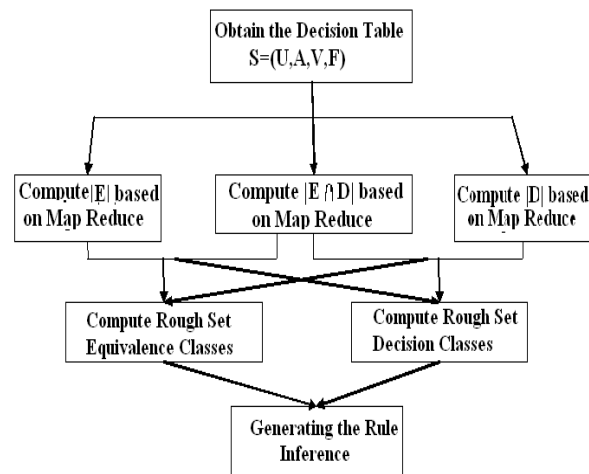 Obtain the Decision Table
S=(U,A,V,F)
Compute|E| based
on Map Reduce
Compute |E ∩ D| based
on Map Reduce
Compute |D| based
on Map Reduce
Compute Rough Set
Equivalence Classes
Compute Rough Set
Decision Classes
Generating the Rule
Inference